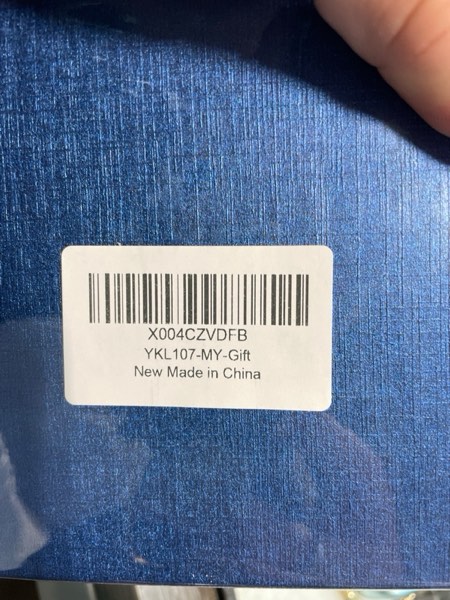 X004CZVDFB
YKL107-MY-Gift
New Made in China